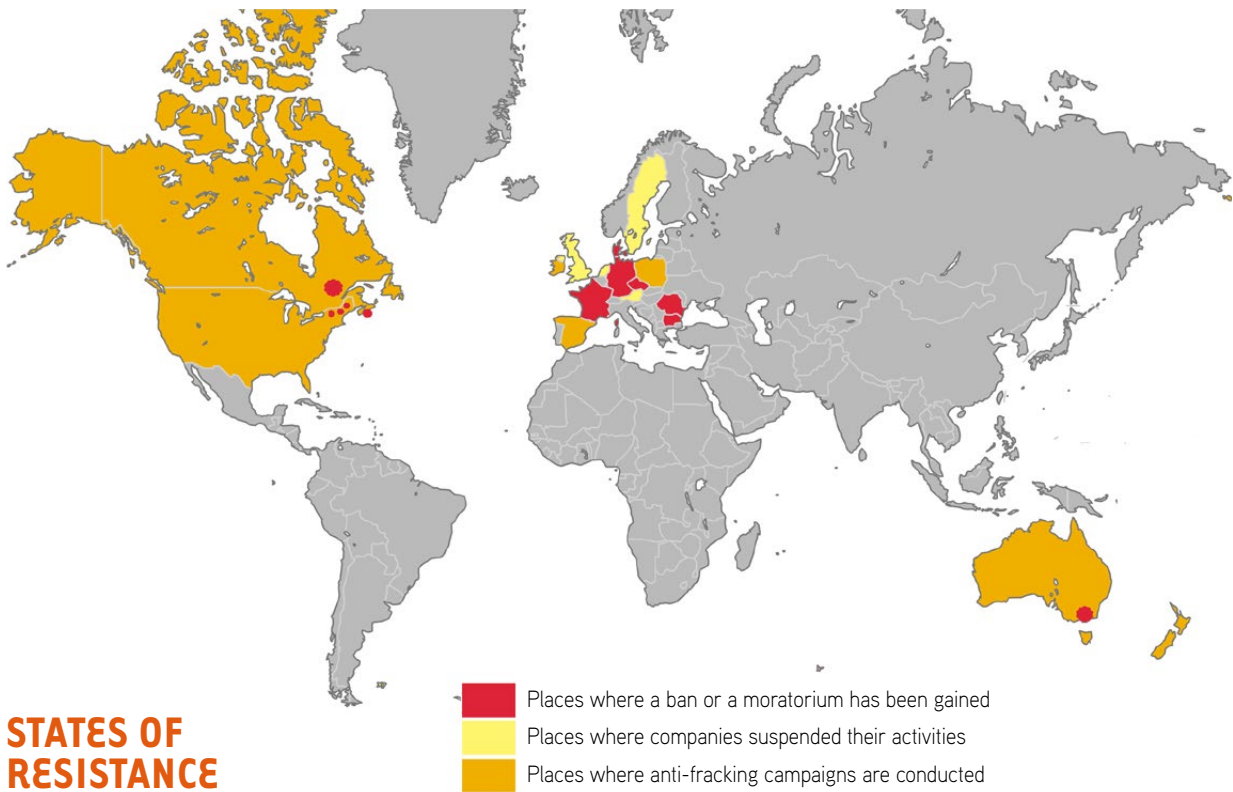 Places where a ban or a moratorium has been gained
Places where companies suspended their activities
Places where anti-fracking campaigns are conducted
STATES OF
RESISTANCE